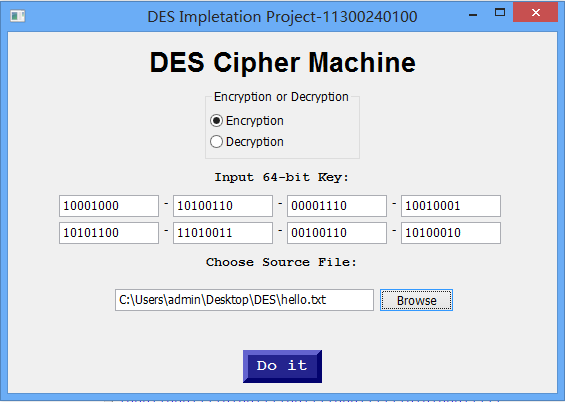 DES Impletation Project-11300240100
DES Cipher Machine
Encryption or Decryption
Encryption
Decryption
Input 64-bit Key:
10001000 - 10100110 - 00001110 - 10010001
10101100 - 11010011 - 00100110 - 10100010
Choose Source File:
C:\Users\admin\Desktop\DES\hello.txt Browse
Do it